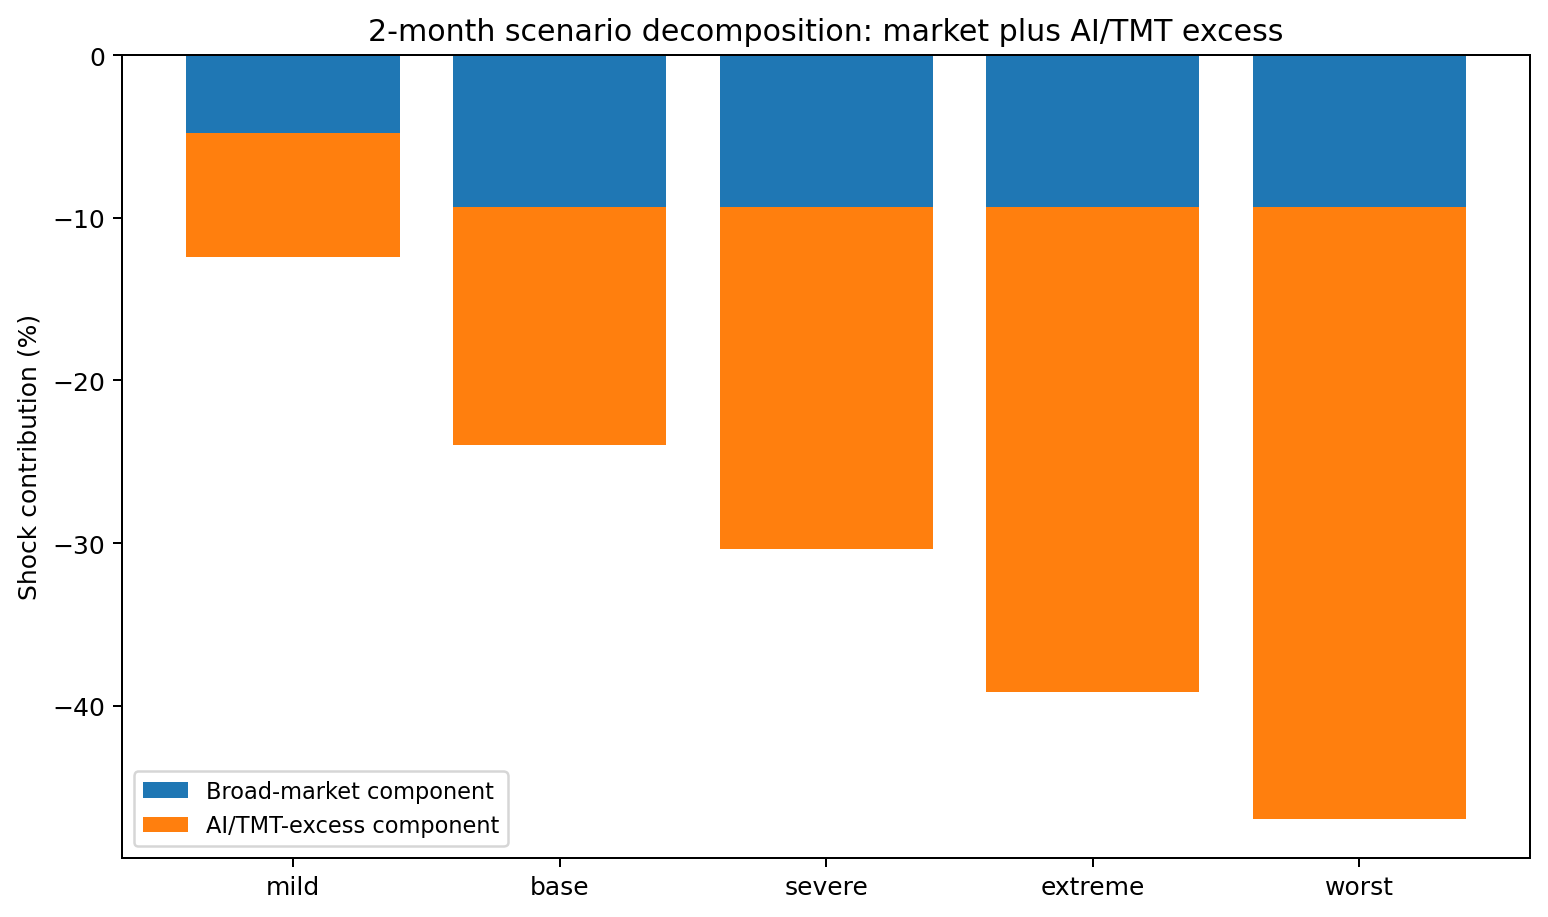 2-month scenario decomposition: market plus AI/TMT excess
Shock contribution (%)
0
−10
−20
−30
−40
Broad-market component
AI/TMT-excess component
mild
base
severe
extreme
worst